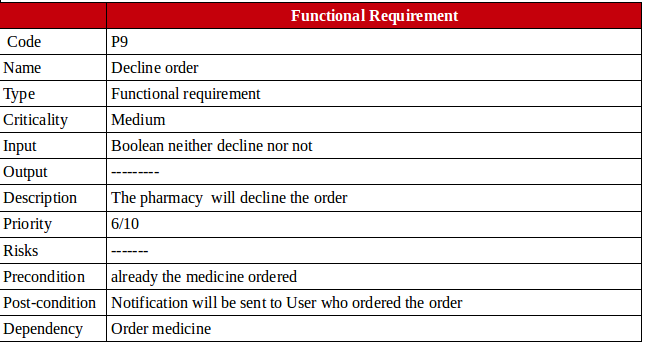 Functional Requirement
Code P9
Name Decline order
Type Functional requirement
Criticality Medium
Input Boolean neither decline nor not
Output ---------
Description The pharmacy will decline the order
Priority 6/10
Risks -------
Precondition already the medicine ordered
Post-condition Notification will be sent to User who ordered the order
Dependency Order medicine